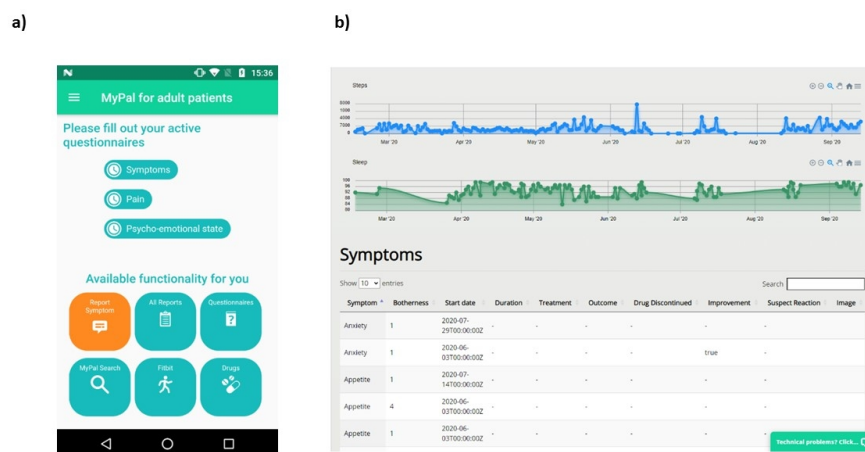 a)
b)
15:36
MyPal for adult patients
Please fill out your active
questionnaires
Symptoms
Pain
Psycho-emotional state
Available functionality for you
Report
Symptom
All Reports
Questionnaires
MyPal Search
Fitbit
Drugs
Steps
Mar '20 Apr '20 May '20 Jun '20 Jul '20 Aug '20 Sep '20
Sleep
Mar '20 Apr '20 May '20 Jun '20 Jul '20 Aug '20 Sep '20
Symptoms
Show 10 entries
Search
Symptom Botherness Start date Duration Treatment Outcome Drug Discontinued Improvement Suspect Reaction Image
Anxiety 1 2020-07-
29T00:00:00Z - - - - - -
Anxiety 1 2020-06-
03T00:00:00Z - - - - true -
Appetite 1 2020-07-
14T00:00:00Z - - - - - -
Appetite 4 2020-06-
03T00:00:00Z - - - - - -
Appetite 1 2020-06-
03T00:00:00Z - - - - - -
Technical problems? Click...